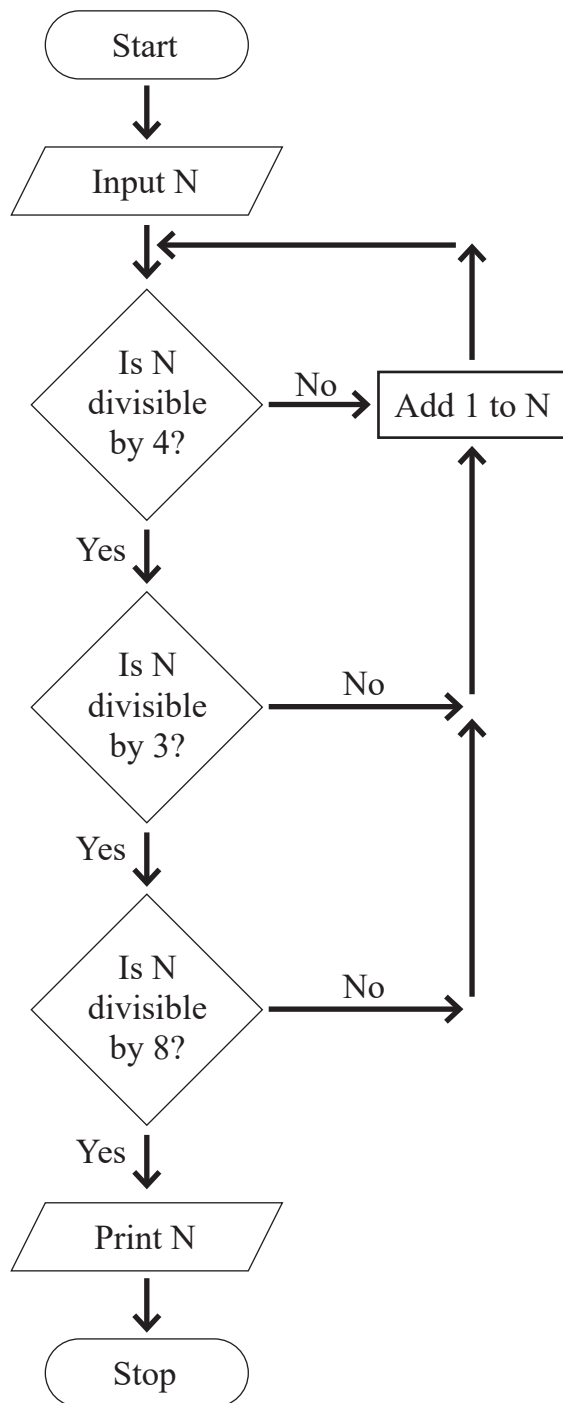 Start
Input N
Is N
divisible
by 4?
No
Add 1 to N
Yes
Is N
divisible
by 3?
No
Yes
Is N
divisible
by 8?
No
Yes
Print N
Stop